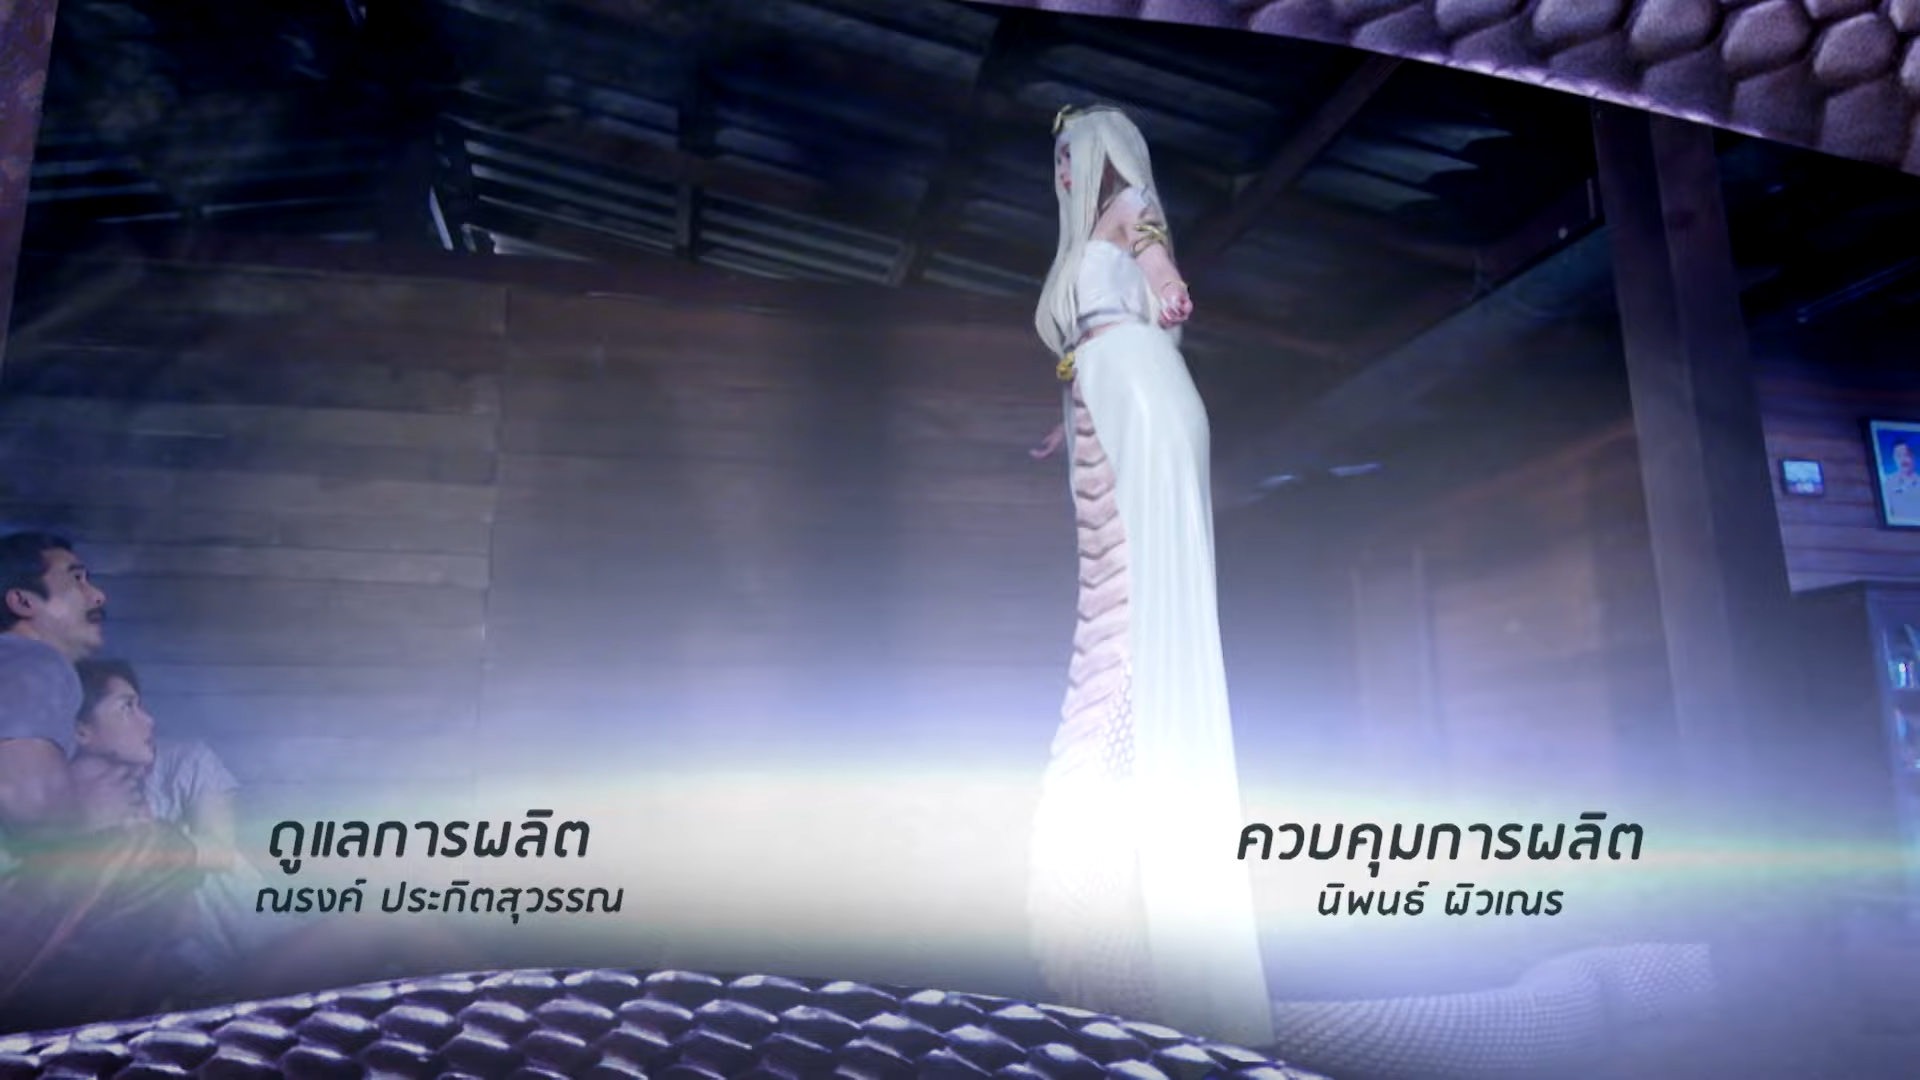 ดูแลการผลิต
ณรงค์ ประกิตสุวรรณ
ควบคุมการผลิต
นิพนธ์ ผิวเณร